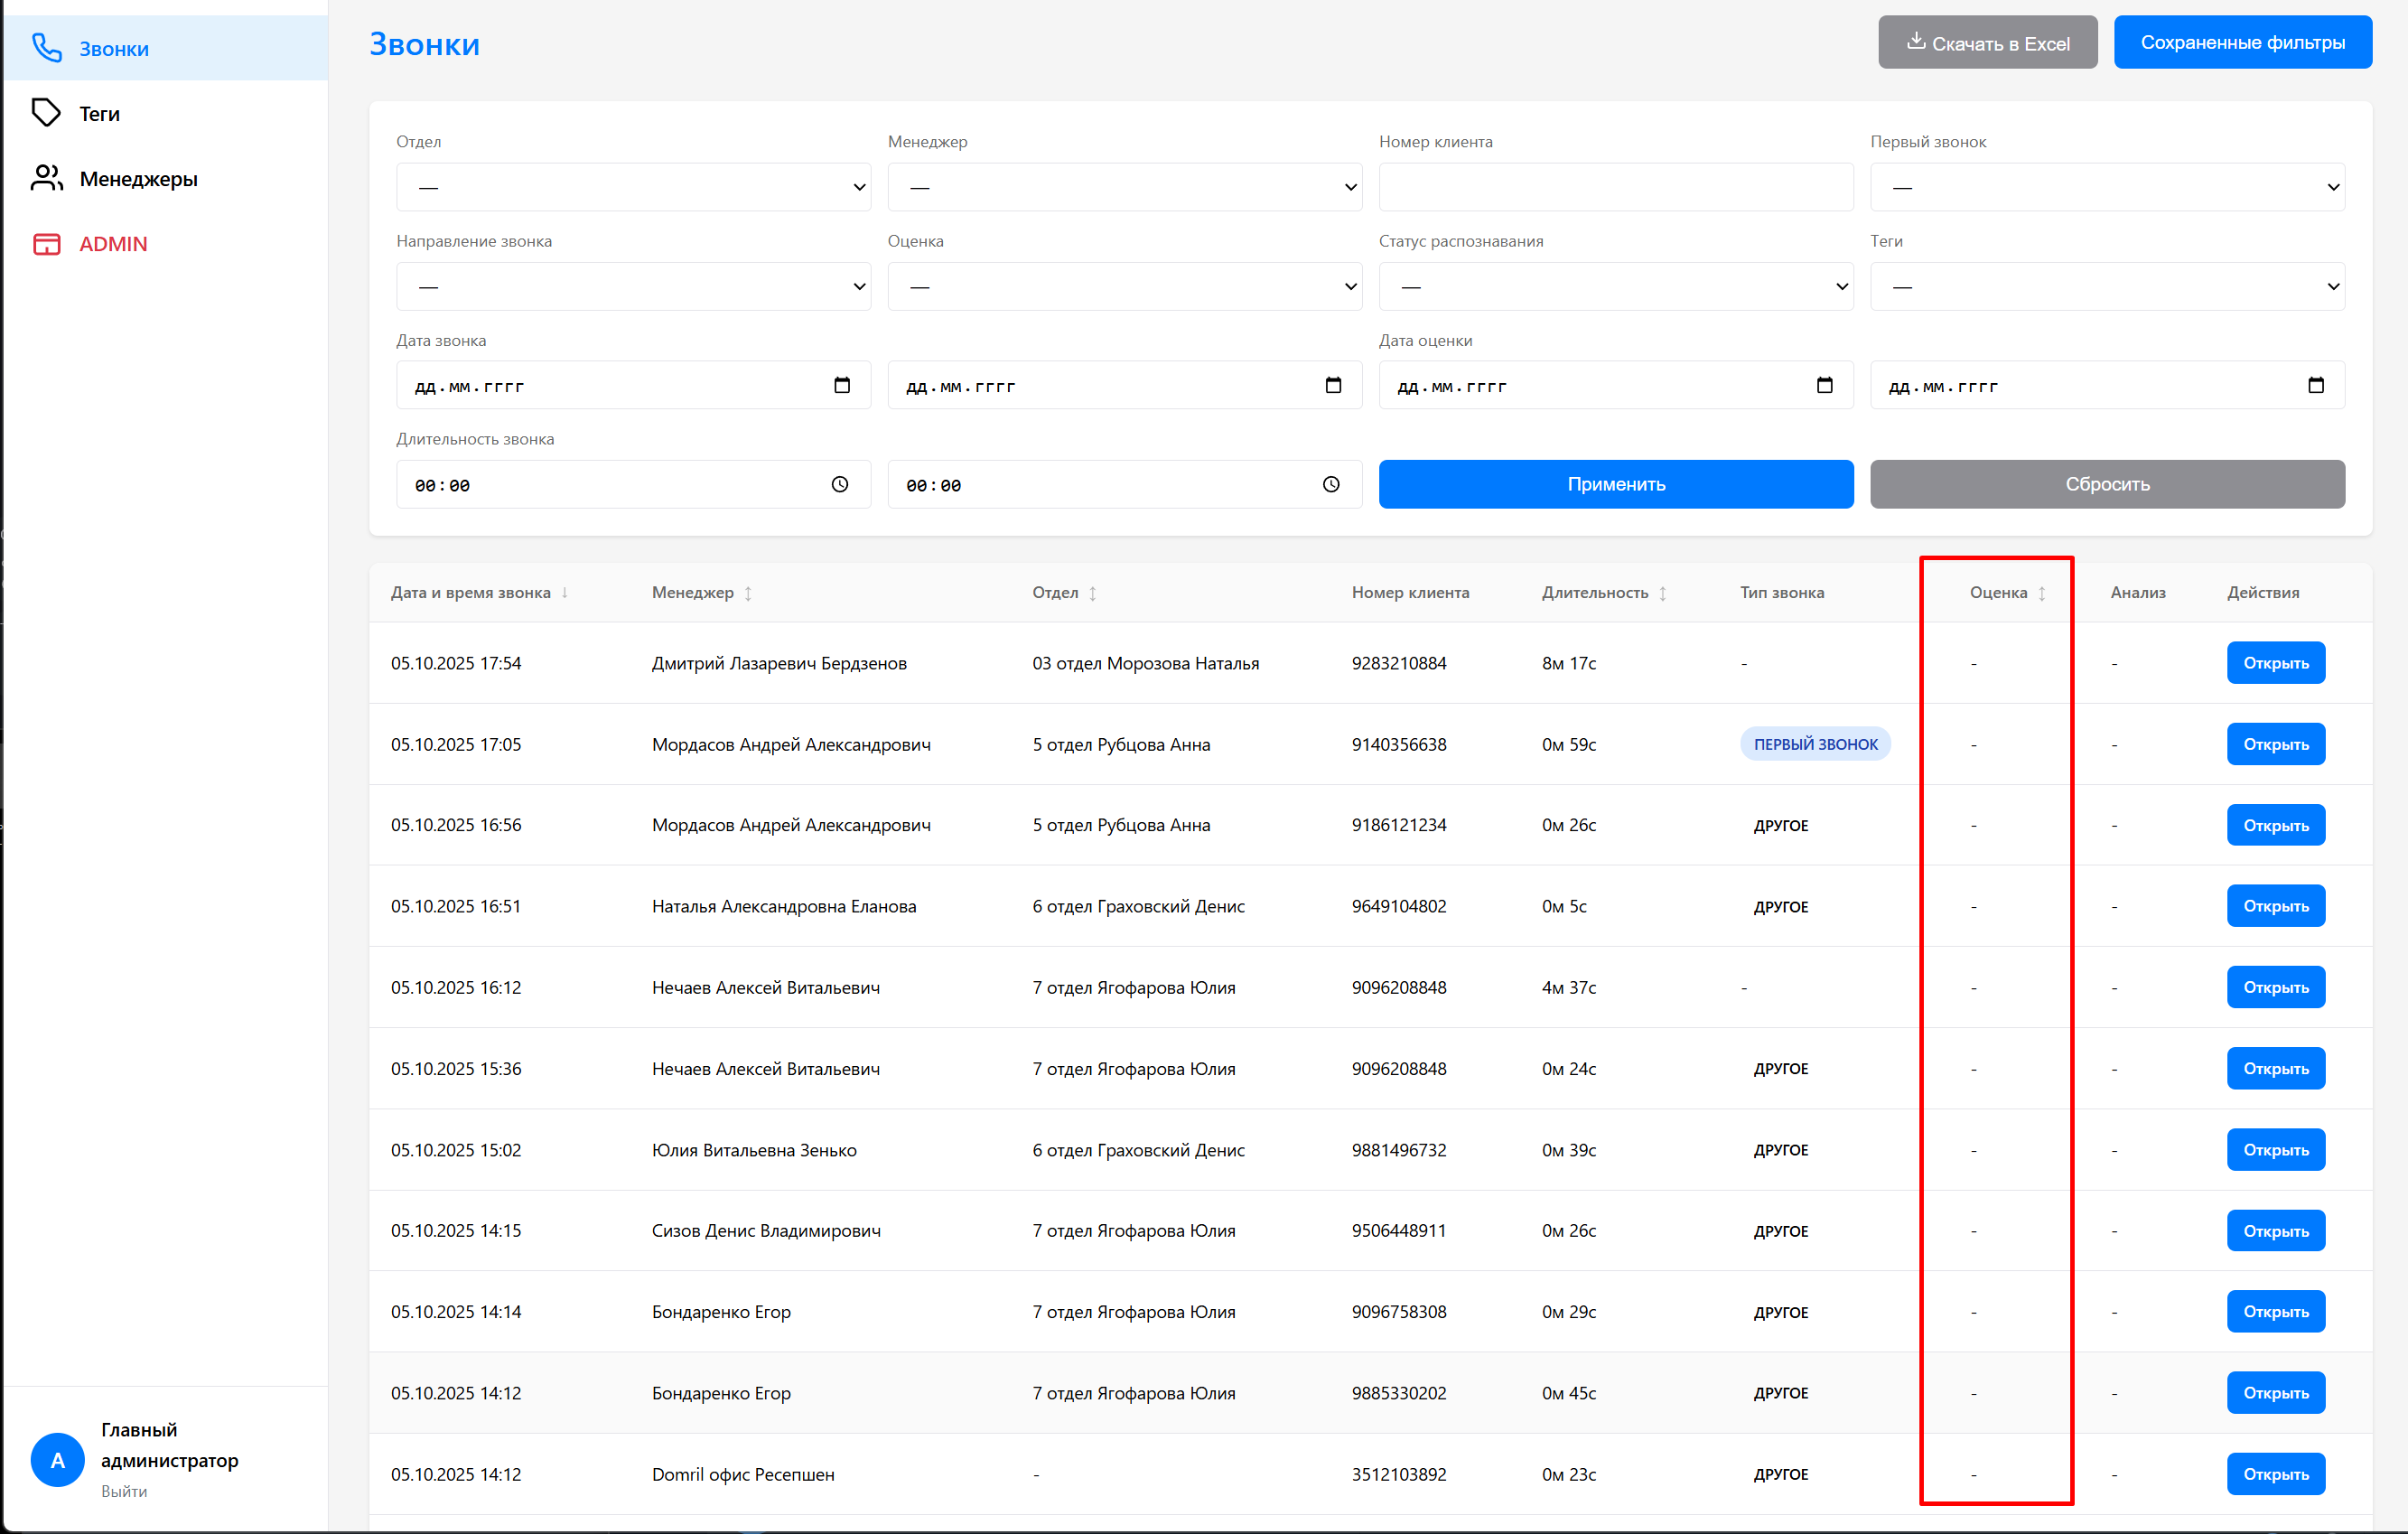 Звонки
Теги
Менеджеры
ADMIN
Главный
администратор
A
Выйти
Звонки
Скачать в Excel
Сохраненные фильтры
Отдел
Менеджер
Номер клиента
Первый звонок
—
—
—
Направление звонка
Оценка
Статус распознавания
Теги
—
—
—
—
Дата звонка
Дата оценки
дд.мм.гггг
дд.мм.гггг
дд.мм.гггг
дд.мм.гггг
Длительность звонка
00:00
00:00
Применить
Сбросить
Дата и время звонка ↓ Менеджер ↕ Отдел ↕ Номер клиента Длительность ↕ Тип звонка Оценка ↕ Анализ Действия
05.10.2025 17:54 Дмитрий Лазаревич Бердзенов 03 отдел Морозова Наталья 9283210884 8м 17с - - - Открыть
05.10.2025 17:05 Мордасов Андрей Александрович 5 отдел Рубцова Анна 9140356638 0м 59с ПЕРВЫЙ ЗВОНОК - - Открыть
05.10.2025 16:56 Мордасов Андрей Александрович 5 отдел Рубцова Анна 9186121234 0м 26с ДРУГОЕ - - Открыть
05.10.2025 16:51 Наталья Александровна Еланова 6 отдел Граховский Денис 9649104802 0м 5с ДРУГОЕ - - Открыть
05.10.2025 16:12 Нечаев Алексей Витальевич 7 отдел Ягофарова Юлия 9096208848 4м 37с - - - Открыть
05.10.2025 15:36 Нечаев Алексей Витальевич 7 отдел Ягофарова Юлия 9096208848 0м 24с ДРУГОЕ - - Открыть
05.10.2025 15:02 Юлия Витальевна Зенько 6 отдел Граховский Денис 9881496732 0м 39с ДРУГОЕ - - Открыть
05.10.2025 14:15 Сизов Денис Владимирович 7 отдел Ягофарова Юлия 9506448911 0м 26с ДРУГОЕ - - Открыть
05.10.2025 14:14 Бондаренко Егор 7 отдел Ягофарова Юлия 9096758308 0м 29с ДРУГОЕ - - Открыть
05.10.2025 14:12 Бондаренко Егор 7 отдел Ягофарова Юлия 9885330202 0м 45с ДРУГОЕ - - Открыть
05.10.2025 14:12 Domril офис Ресепшен - 3512103892 0м 23с ДРУГОЕ - - Открыть